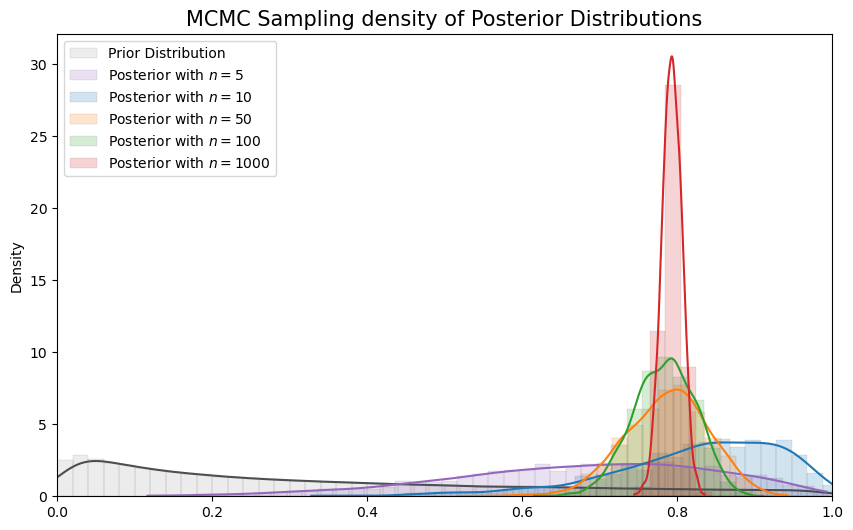 MCMC Sampling density of Posterior Distributions
Prior Distribution
Posterior with n = 5
Posterior with n = 10
Posterior with n = 50
Posterior with n = 100
Posterior with n = 1000
Density
30
25
20
15
10
5
0
0.0 0.2 0.4 0.6 0.8 1.0